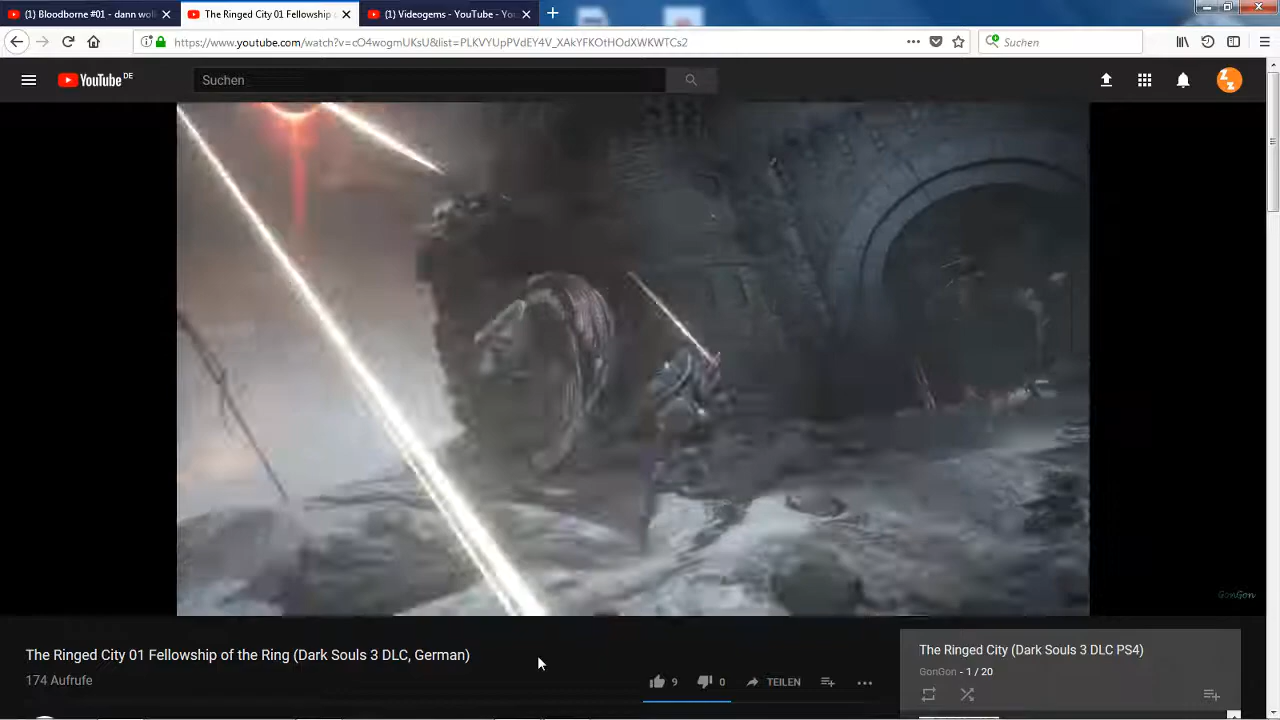 (1) Bloodborne #01 - dann woll
The Ringed City 01 Fellowship o
(1) Videogems - YouTube - You
https://www.youtube.com/watch?v=cO4wogmUKsU&list=PLKVYUpPVdEY4V_XAkYFKOtHOdXWKWTCs2
Suchen
YouTube DE
Suchen
GonGon
The Ringed City 01 Fellowship of the Ring (Dark Souls 3 DLC, German)
174 Aufrufe
9
0
TEILEN
The Ringed City (Dark Souls 3 DLC PS4)
GonGon - 1 / 20